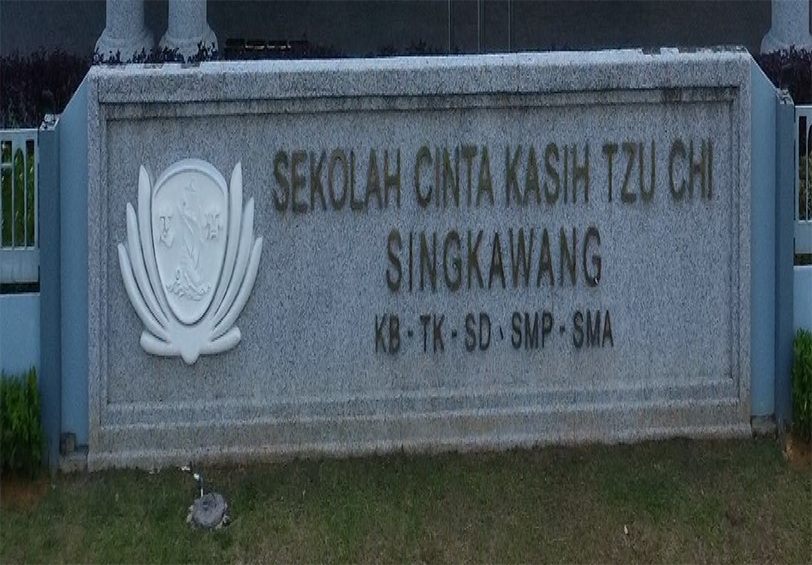 SEKOLAH CINTA KASIH TZU CHI
SINGKAWANG
KB - TK - SD - SMP - SMA